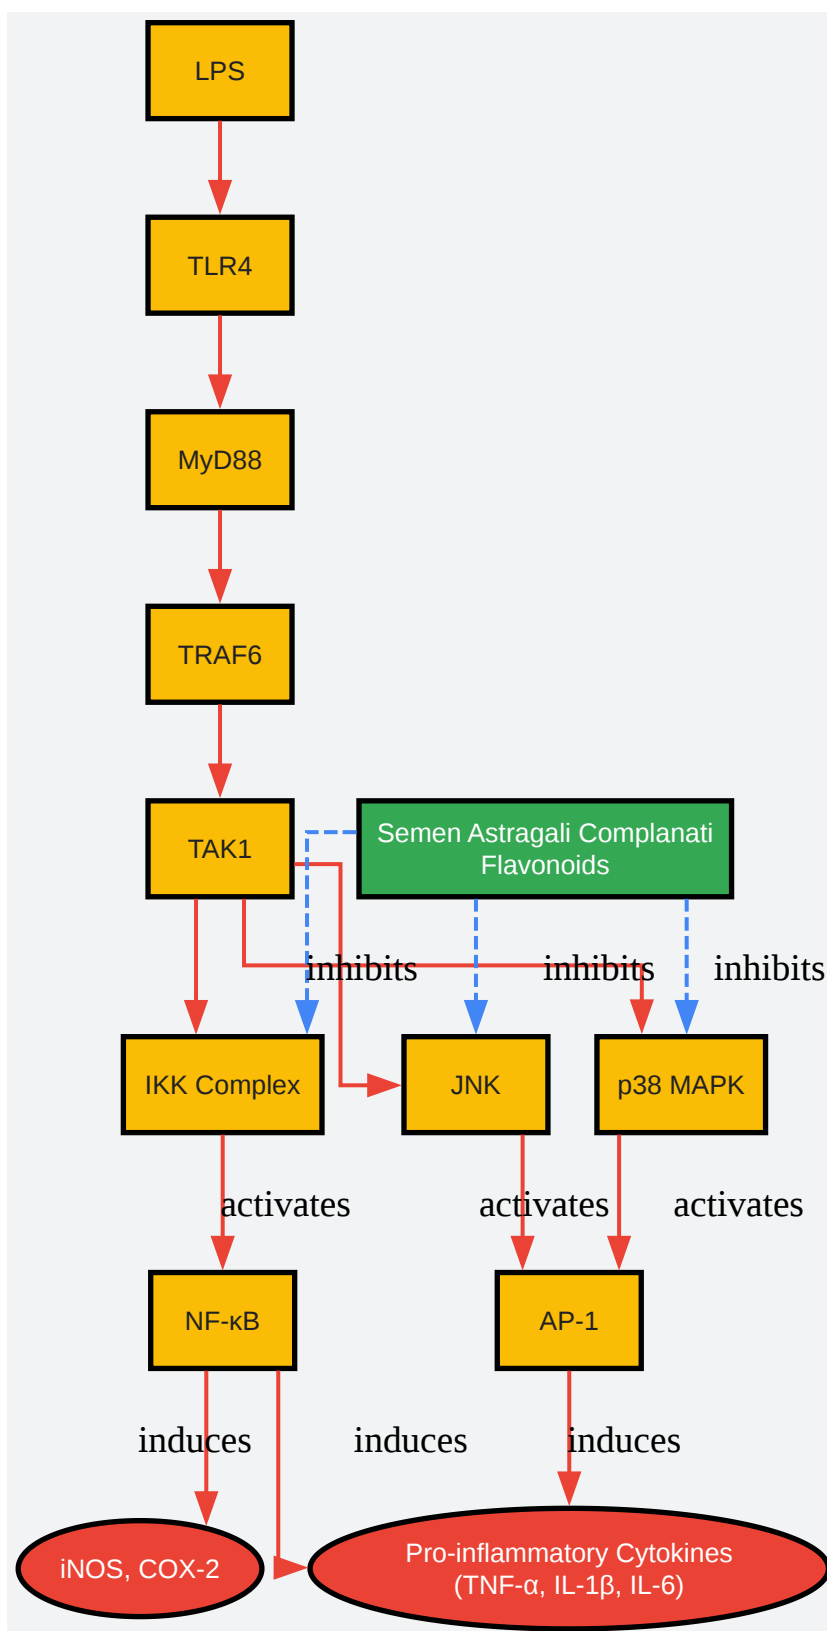 LPS
TLR4
MyD88
TRAF6
TAK1
Semen Astragali Complanati
Flavonoids
inhibits
inhibits
inhibits
IKK Complex
JNK
p38 MAPK
activates
activates
activates
NF-κB
AP-1
induces
induces
induces
iNOS, COX-2
Pro-inflammatory Cytokines
(TNF-α, IL-1β, IL-6)